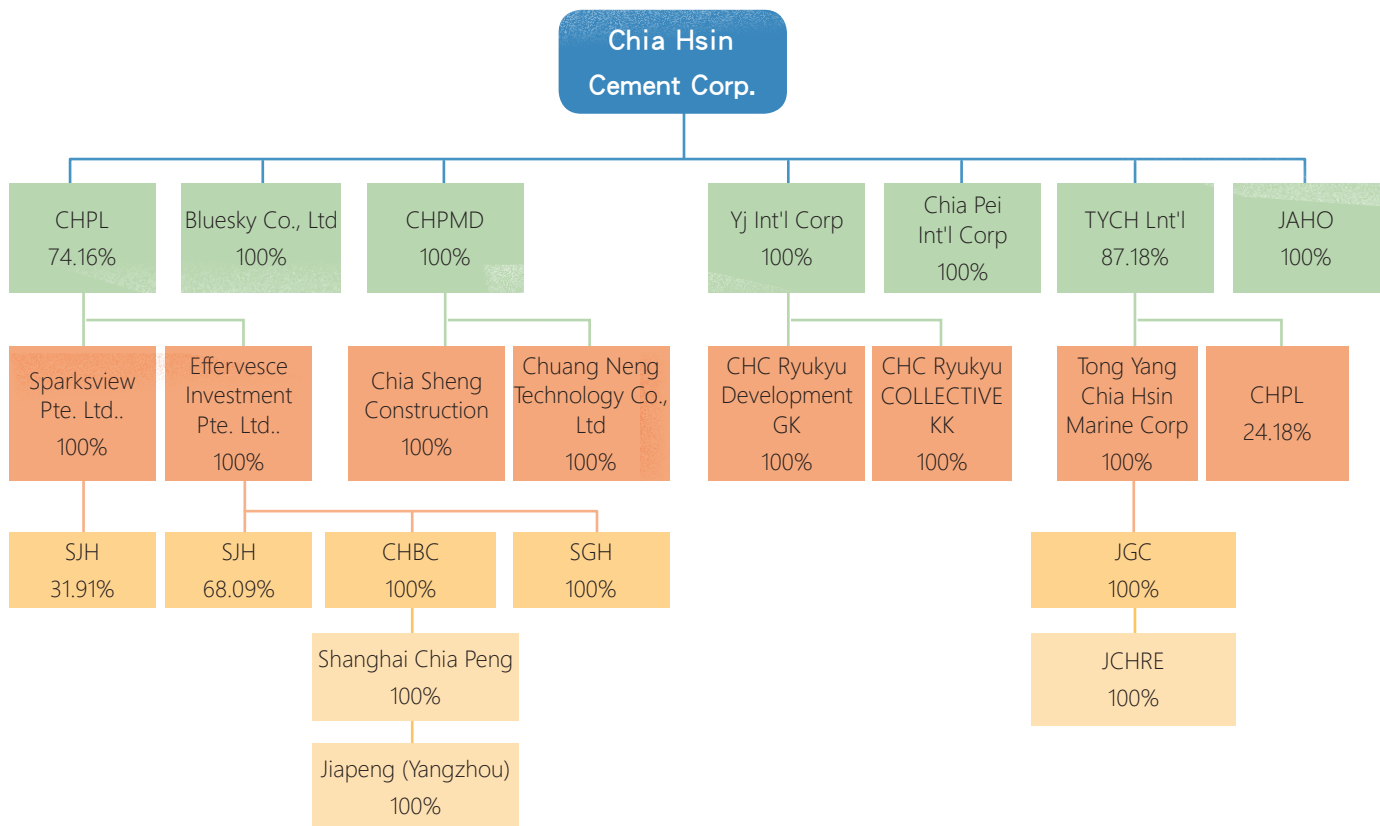 Chia Hsin
Cement Corp.
CHPL
74.16%
Bluesky Co., Ltd
100%
CHPMD
100%
Yj Int'l Corp
100%
Chia Pei
Int'l Corp
100%
TYCH Lnt'l
87.18%
JAHO
100%
Sparksview
Pte. Ltd..
100%
Effervesce
Investment
Pte. Ltd..
100%
Chia Sheng
Construction
100%
Chuang Neng
Technology Co.,
Ltd
100%
CHC Ryukyu
Development
GK
100%
CHC Ryukyu
COLLECTIVE
KK
100%
Tong Yang
Chia Hsin
Marine Corp
100%
CHPL
24.18%
SJH
31.91%
SJH
68.09%
CHBC
100%
SGH
100%
JGC
100%
Shanghai Chia Peng
100%
JCHRE
100%
Jiapeng (Yangzhou)
100%